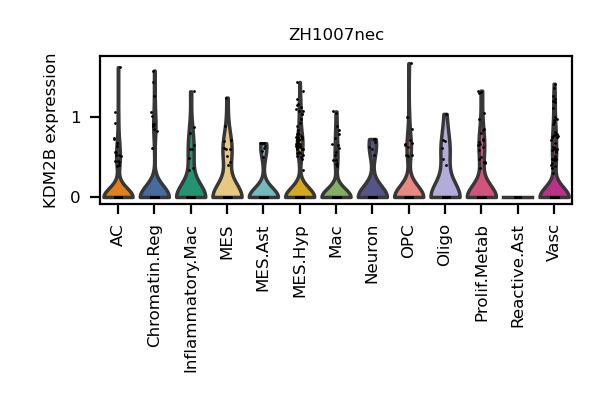 ZH1007nec
KDM2B expression
1
0
AC
Chromatin.Reg
Inflammatory.Mac
MES
MES.Ast
MES.Hyp
Mac
Neuron
OPC
Oligo
Prolif.Metab
Reactive.Ast
Vasc